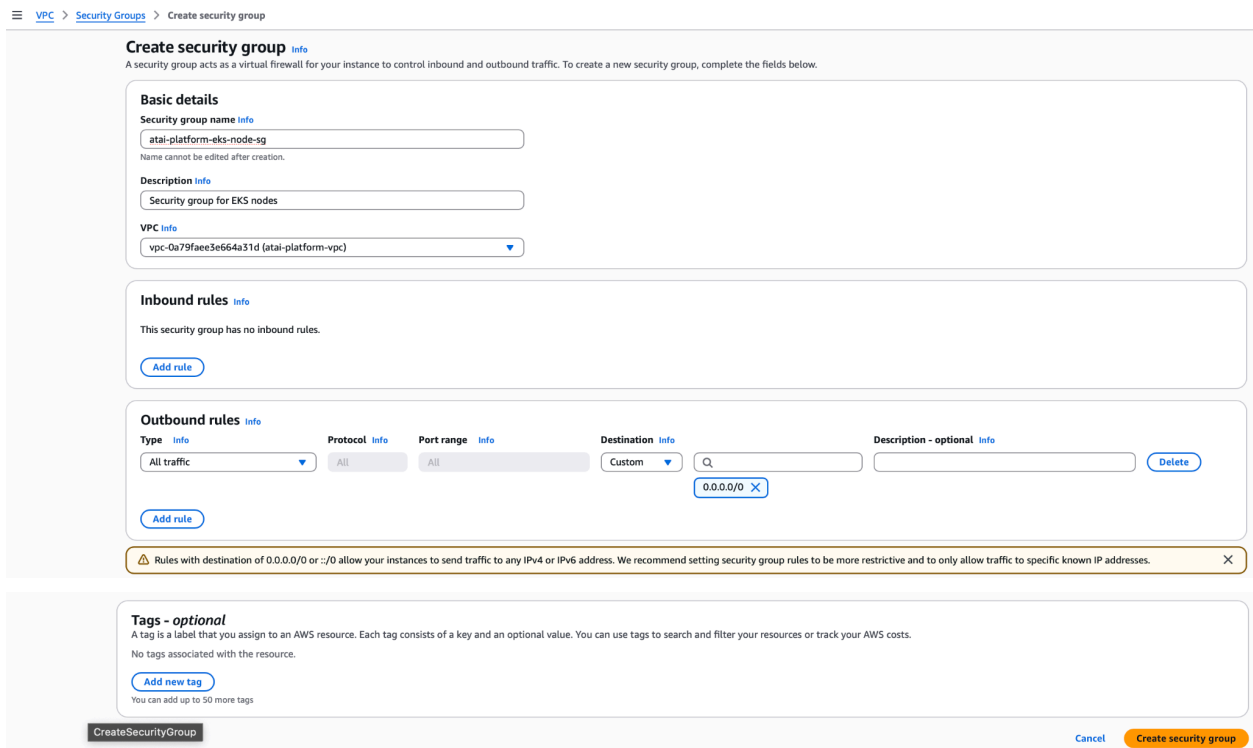 VPC > Security Groups > Create security group
Create security group Info
A security group acts as a virtual firewall for your instance to control inbound and outbound traffic. To create a new security group, complete the fields below.
Basic details
Security group name Info
atai-platform-eks-node-sg
Name cannot be edited after creation.
Description Info
Security group for EKS nodes
VPC Info
vpc-0a79faee3e664a31d (atai-platform-vpc)
Inbound rules Info
This security group has no inbound rules.
Add rule
Outbound rules Info
Type Info Protocol Info Port range Info Destination Info Description - optional Info
All traffic All All Custom Delete
0.0.0.0/0
Add rule
Rules with destination of 0.0.0.0/0 or ::/0 allow your instances to send traffic to any IPv4 or IPv6 address. We recommend setting security group rules to be more restrictive and to only allow traffic to specific known IP addresses.
Tags - optional
A tag is a label that you assign to an AWS resource. Each tag consists of a key and an optional value. You can use tags to search and filter your resources or track your AWS costs.
No tags associated with the resource.
Add new tag
You can add up to 50 more tags
CreateSecurityGroup
Cancel Create security group